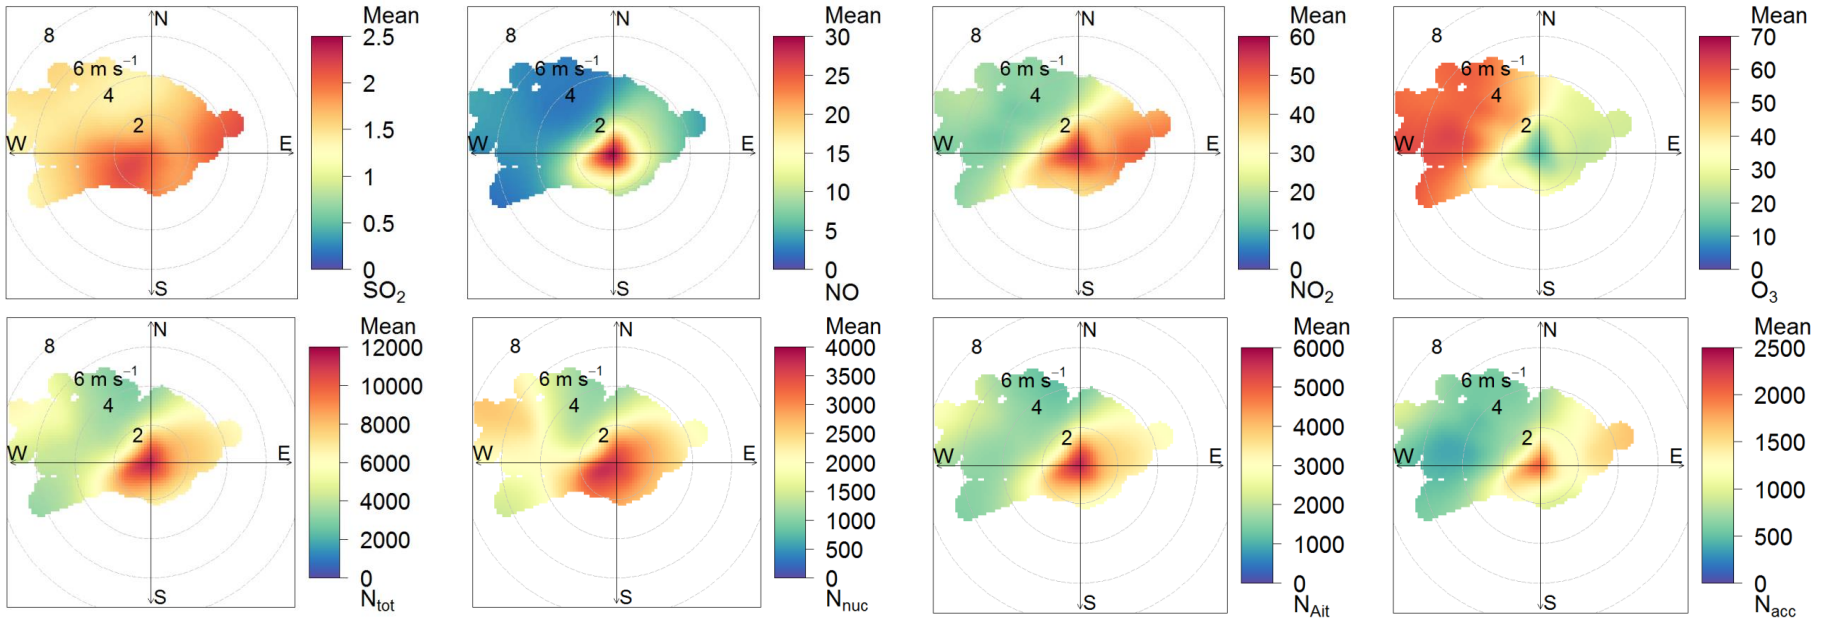 N
8
6 m s⁻¹
4
2
W
E
S
Mean
2.5
2
1.5
1
0.5
0
SO₂
N
8
6 m s⁻¹
4
2
W
E
S
Mean
30
25
20
15
10
5
0
NO
N
8
6 m s⁻¹
4
2
W
E
S
Mean
60
50
40
30
20
10
0
NO₂
N
8
6 m s⁻¹
4
2
W
E
S
Mean
70
60
50
40
30
20
10
0
O₃
N
8
6 m s⁻¹
4
2
W
E
S
Mean
12000
10000
8000
6000
4000
2000
0
Nₜₒₜ
N
8
6 m s⁻¹
4
2
W
E
S
Mean
4000
3500
3000
2500
2000
1500
1000
500
0
Nnuc
N
8
6 m s⁻¹
4
2
W
E
S
Mean
6000
5000
4000
3000
2000
1000
0
NAit
N
8
6 m s⁻¹
4
2
W
E
S
Mean
2500
2000
1500
1000
500
0
Nacc